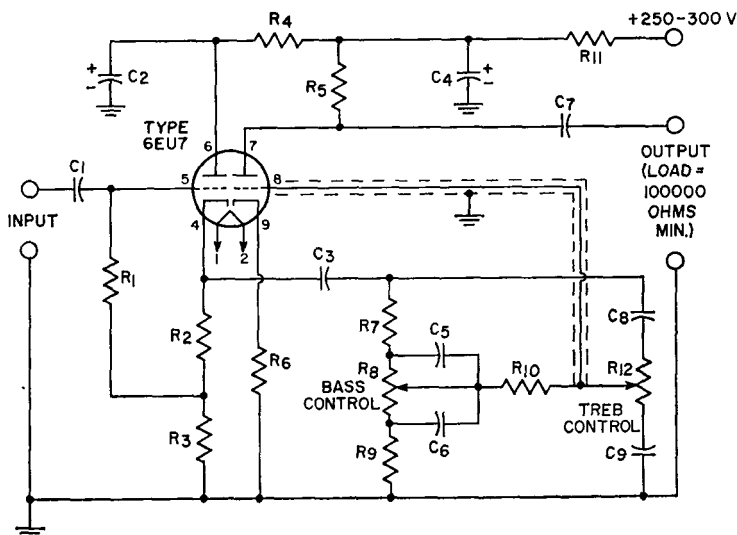 R4
+250-300 V
+
-
C2
R5
C4
+
-
R11
C7
TYPE
6EU7
6
7
C1
5
8
OUTPUT
(LOAD =
100000
OHMS
MIN.)
INPUT
4
9
1
2
C3
R1
R2
R6
R7
C5
C8
R8
BASS
CONTROL
R10
R12
TREB
CONTROL
R3
C6
R9
C9